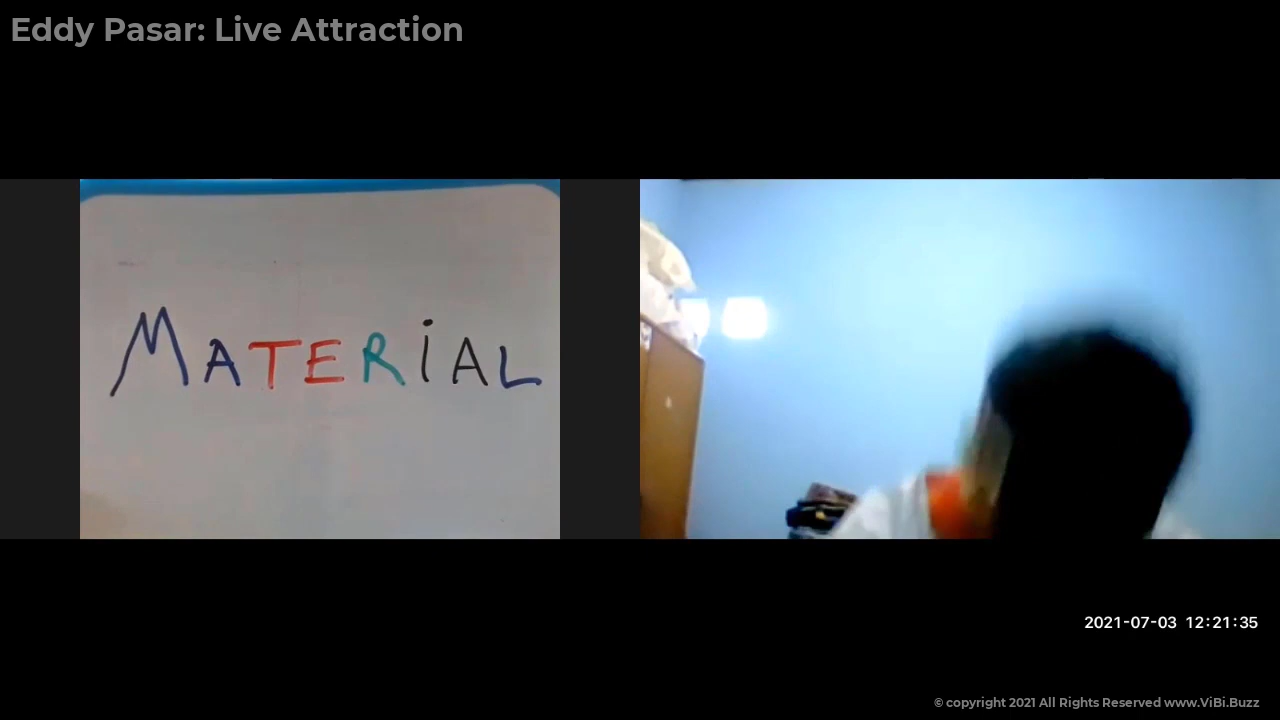 Eddy Pasar: Live Attraction
MATERiAL
2021-07-03 12:21:35
© copyright 2021 All Rights Reserved www.ViBi.Buzz